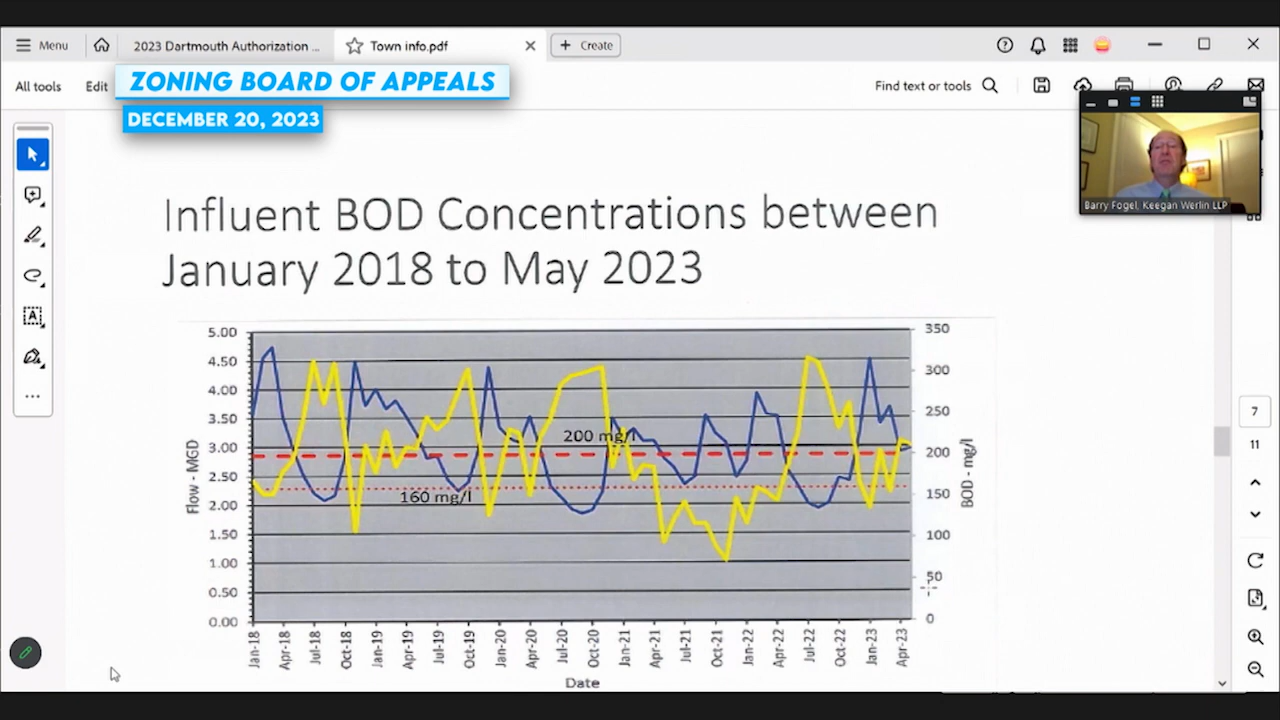 Menu
2023 Dartmouth Authorization ...
Town info.pdf
Create
All tools
Edit
Find text or tools
ZONING BOARD OF APPEALS
DECEMBER 20, 2023
Barry Fogel, Keegan Werlin LLP
Influent BOD Concentrations between
January 2018 to May 2023
5.00
4.50
4.00
3.50
3.00
2.50
2.00
1.50
1.00
0.50
0.00
Flow - MGD
200 mg/l
160 mg/l
350
300
250
200
150
100
50
0
BOD - mg/l
Jan-18
Apr-18
Jul-18
Oct-18
Jan-19
Apr-19
Jul-19
Oct-19
Jan-20
Apr-20
Jul-20
Oct-20
Jan-21
Apr-21
Jul-21
Oct-21
Jan-22
Apr-22
Jul-22
Oct-22
Jan-23
Apr-23
Date
7
11